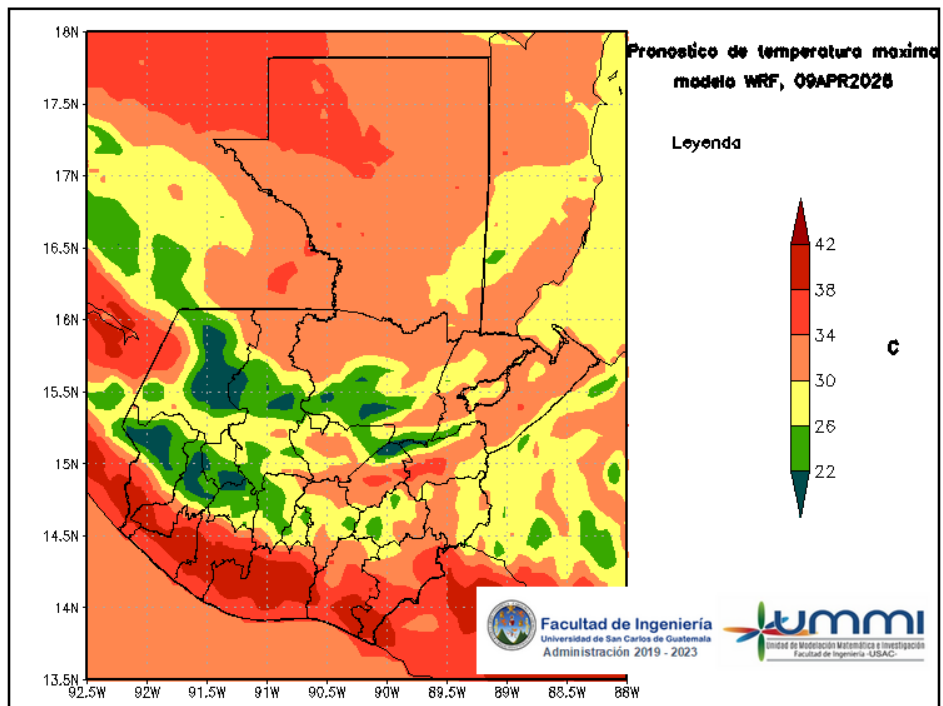 Pronostico de temperatura maxima
modelo WRF, 09APR2026
Leyenda
42
38
34
30
26
22
C
18N
17.5N
17N
16.5N
16N
15.5N
15N
14.5N
14N
13.5N
92.5W 92W 91.5W 91W 90.5W 90W 89.5W 89W 88.5W 88W
Facultad de Ingeniería
Universidad de San Carlos de Guatemala
Administración 2019 - 2023
ummi
Unidad de Modelación Matemática e Investigación
Facultad de Ingeniería -USAC-